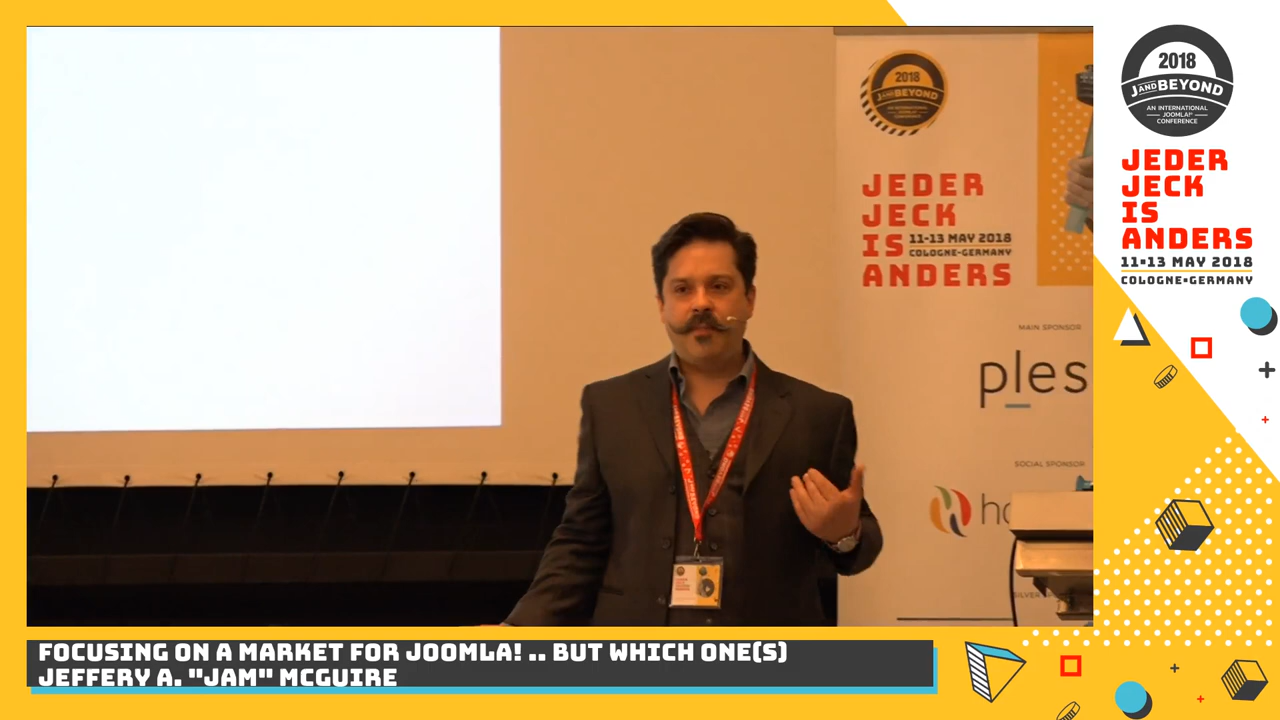 2018
J AND BEYOND
JEDER
JECK
IS
11-13 MAY 2018
COLOGNE-GERMANY
ANDERS
MAIN SPONSOR
ples
SOCIAL SPONSOR
2018
J AND BEYOND
AN INTERNATIONAL
JOOMLA!®
CONFERENCE
JEDER
JECK
IS
ANDERS
11-13 MAY 2018
COLOGNE-GERMANY
FOCUSING ON A MARKET FOR JOOMLA! .. BUT WHICH ONE(S)
JEFFERY A. "JAM" MCGUIRE